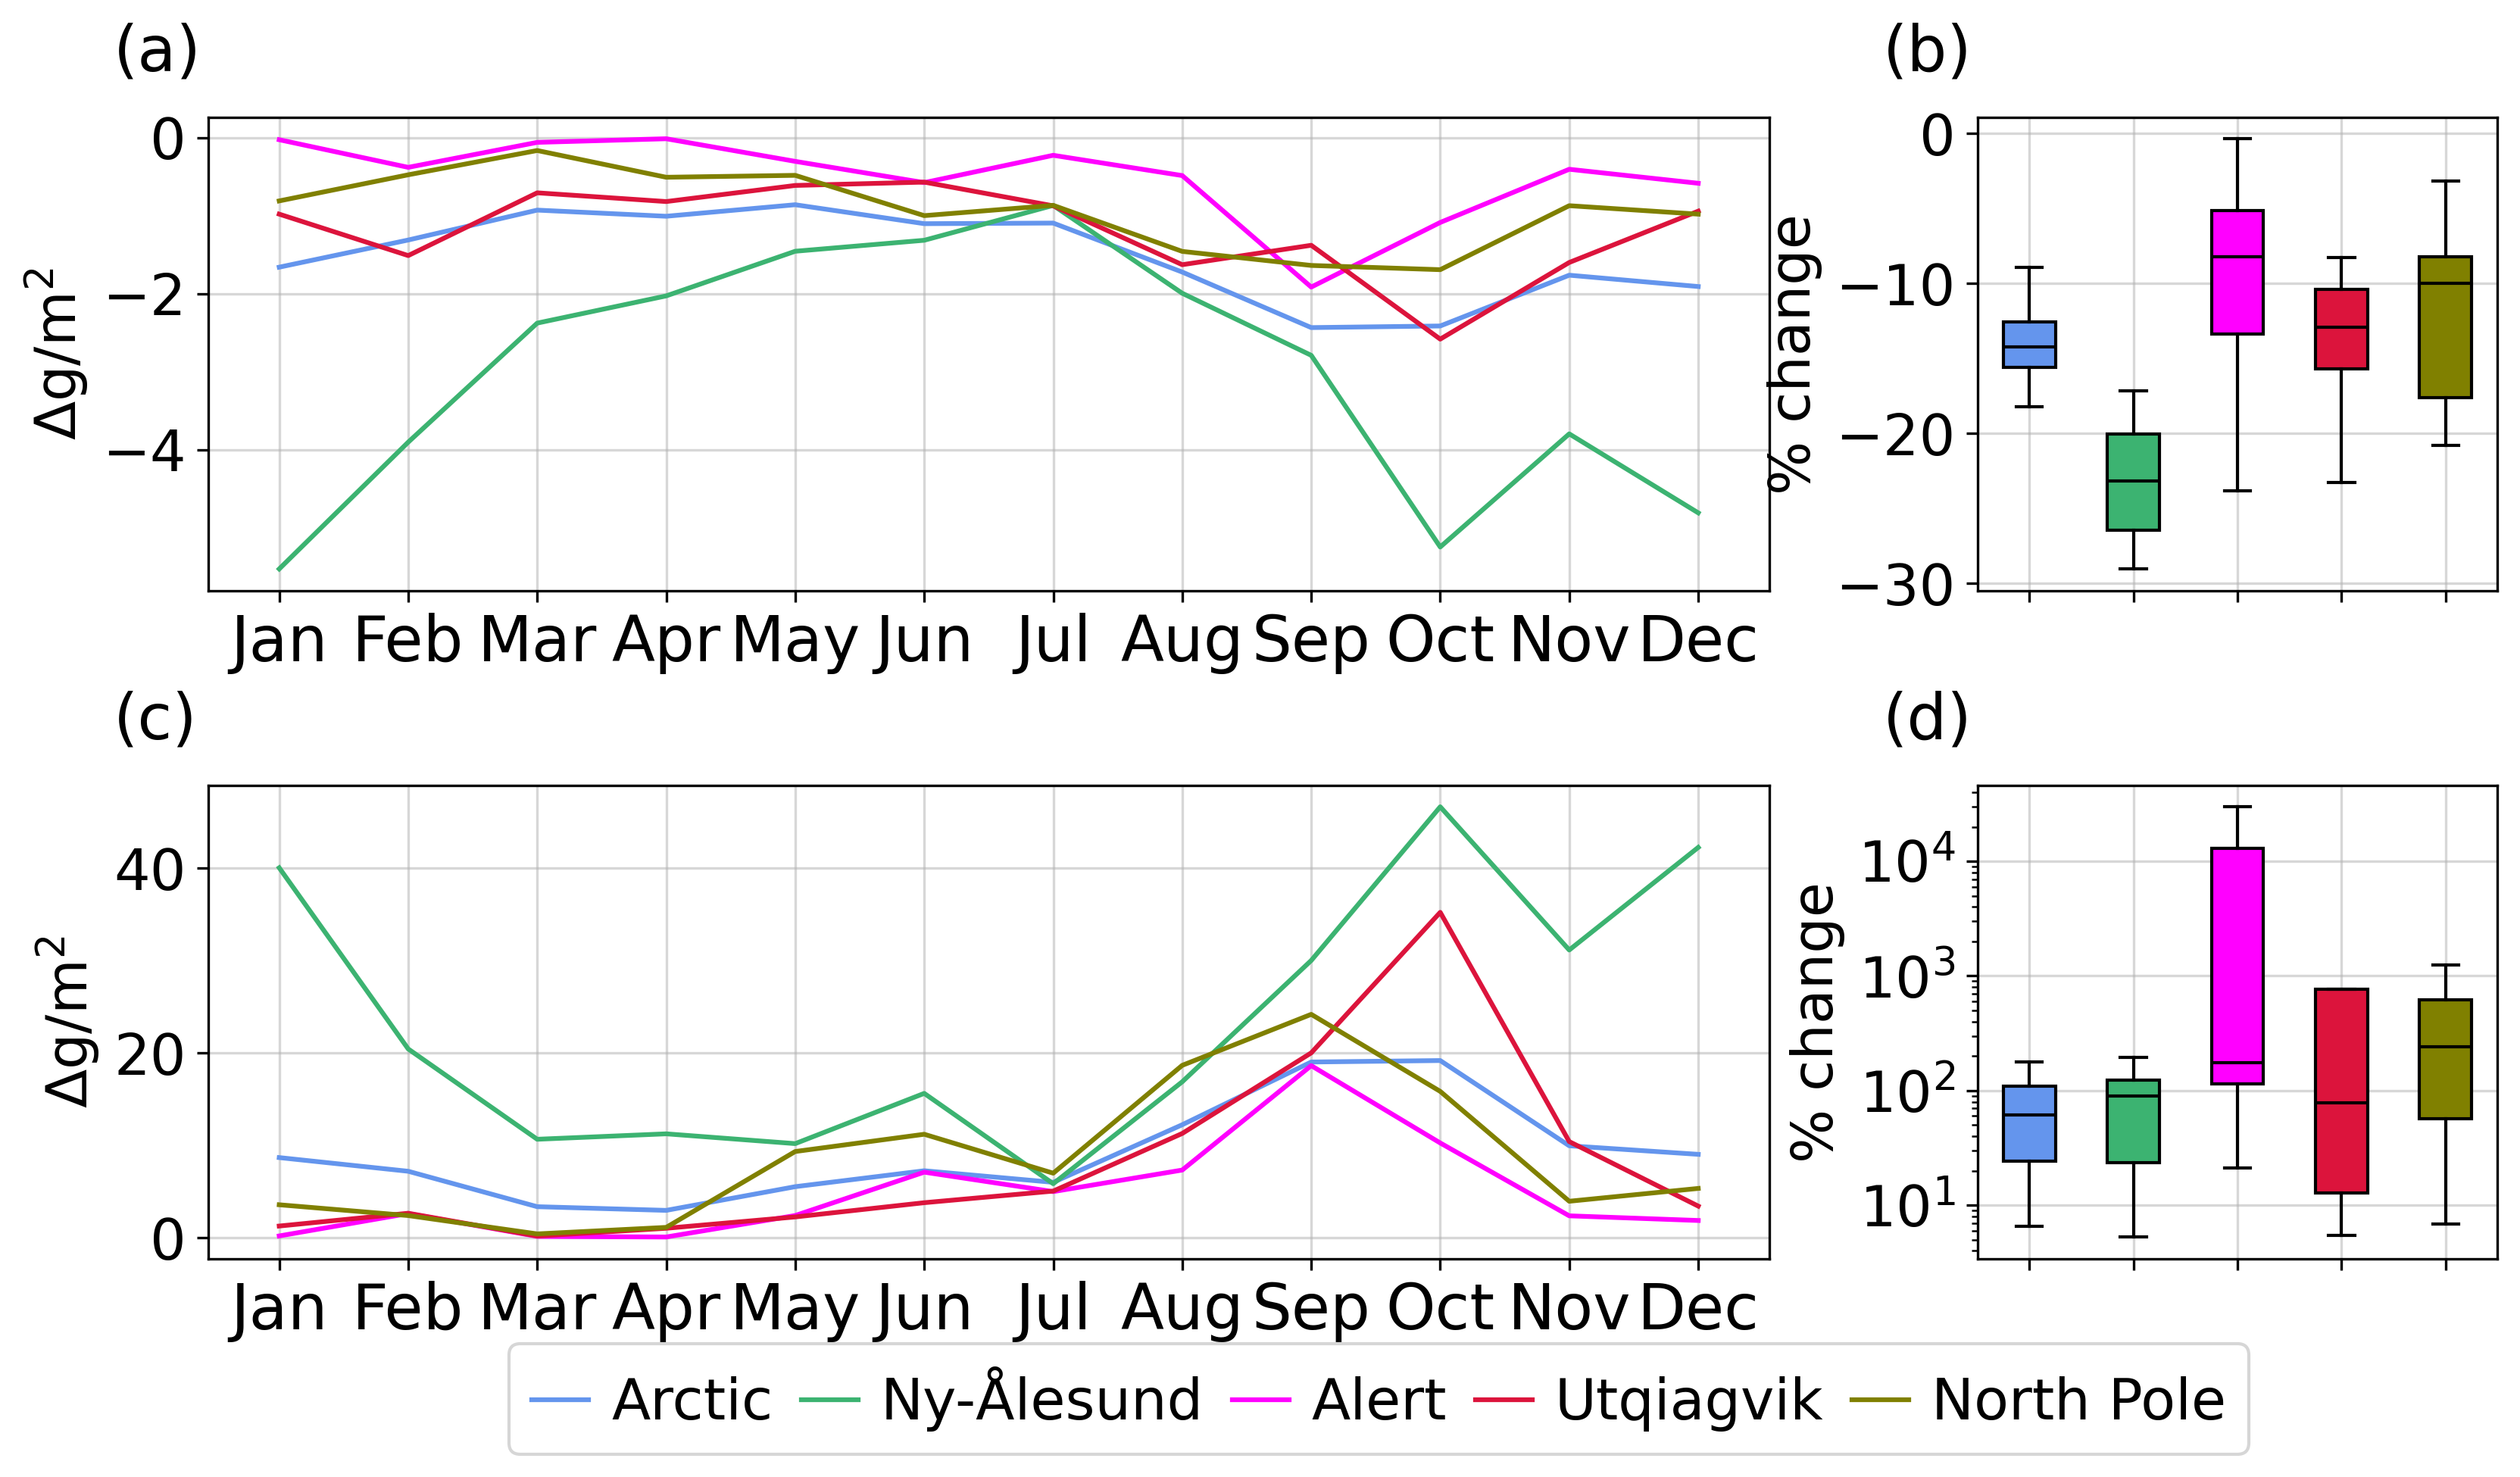 (a)
Δg/m²
0
−2
−4
Jan Feb Mar Apr May Jun Jul Aug Sep Oct Nov Dec
(b)
% change
0
−10
−20
−30
(c)
Δg/m²
40
20
0
Jan Feb Mar Apr May Jun Jul Aug Sep Oct Nov Dec
(d)
% change
10⁴
10³
10²
10¹
Arctic Ny-Ålesund Alert Utqiagvik North Pole